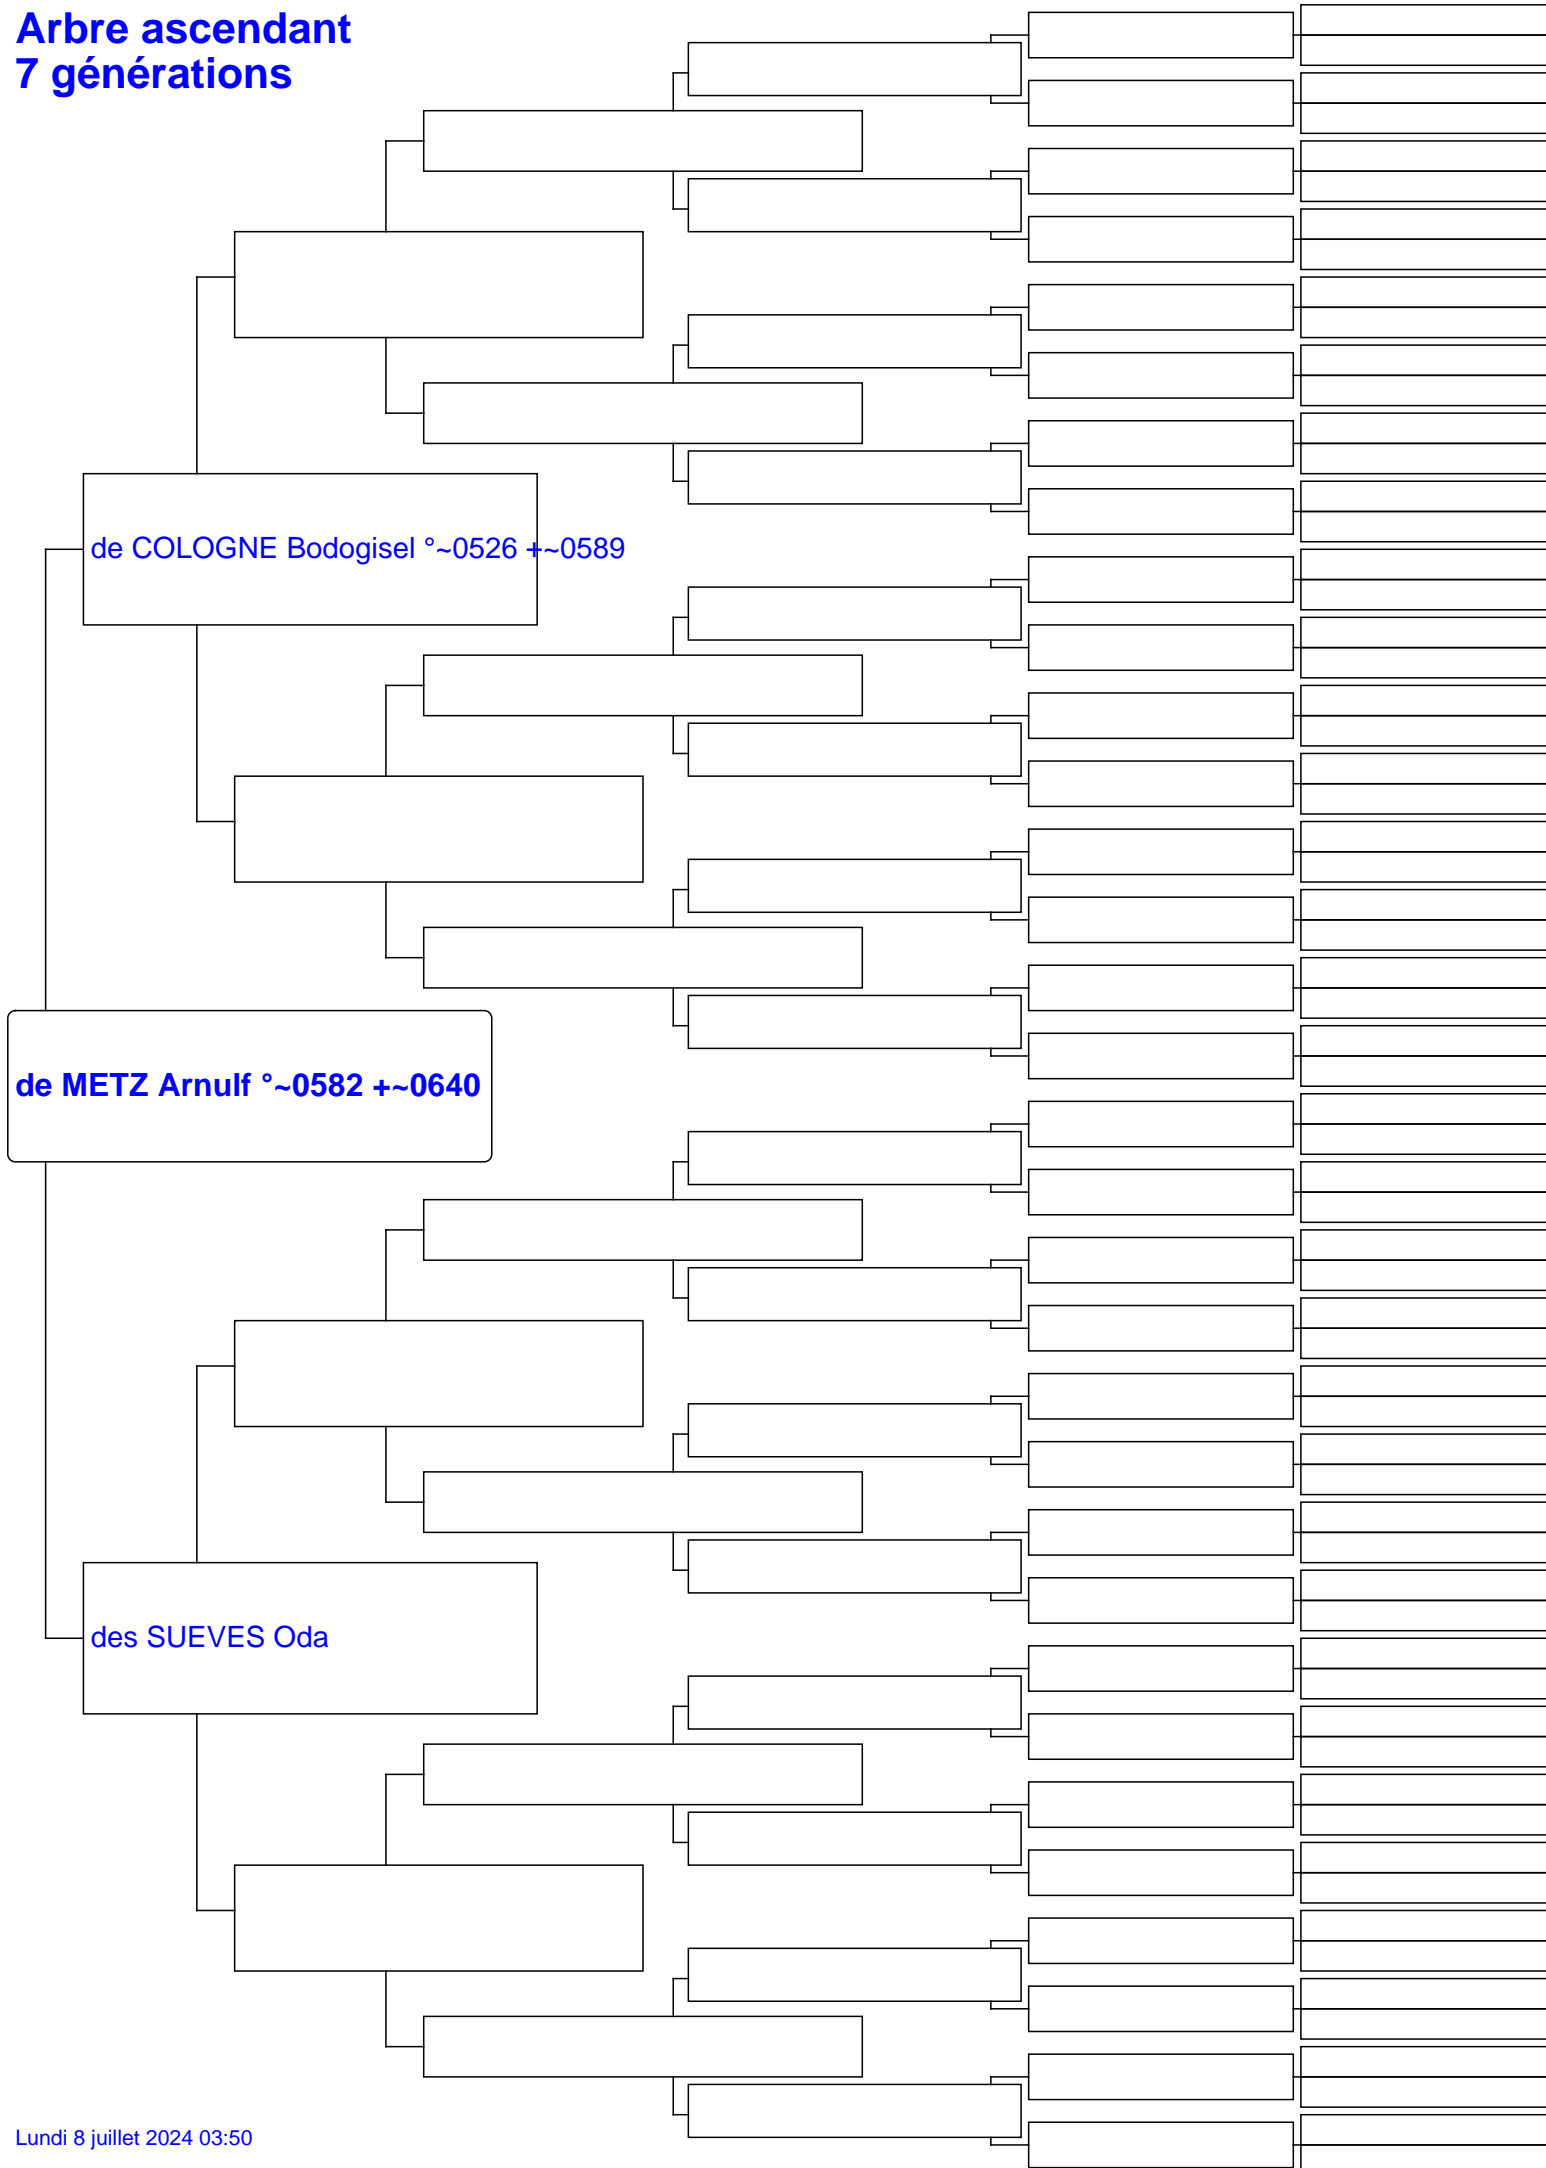 Arbre ascendant
7 générations
de COLOGNE Bodogisel °~0526 +~0589
de METZ Arnulf °~0582 +~0640
des SUEVES Oda
Lundi 8 juillet 2024 03:50